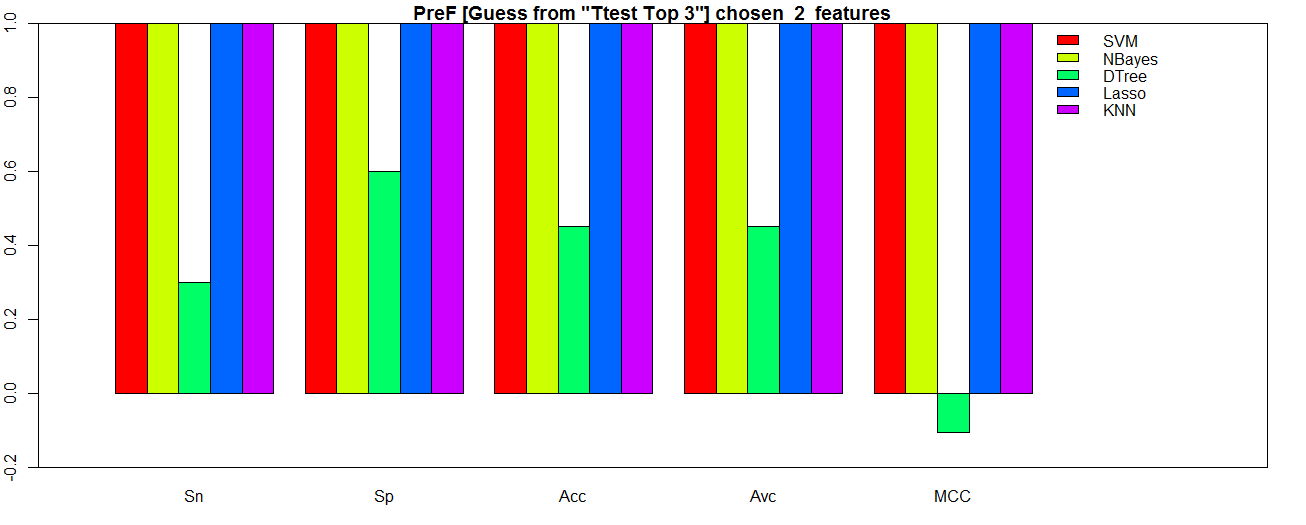 PreF [Guess from "Ttest Top 3"] chosen  2  features
1.0
0.8
0.6
0.4
0.2
0.0
-0.2
SVM
NBayes
DTree
Lasso
KNN
Sn Sp Acc Avc MCC